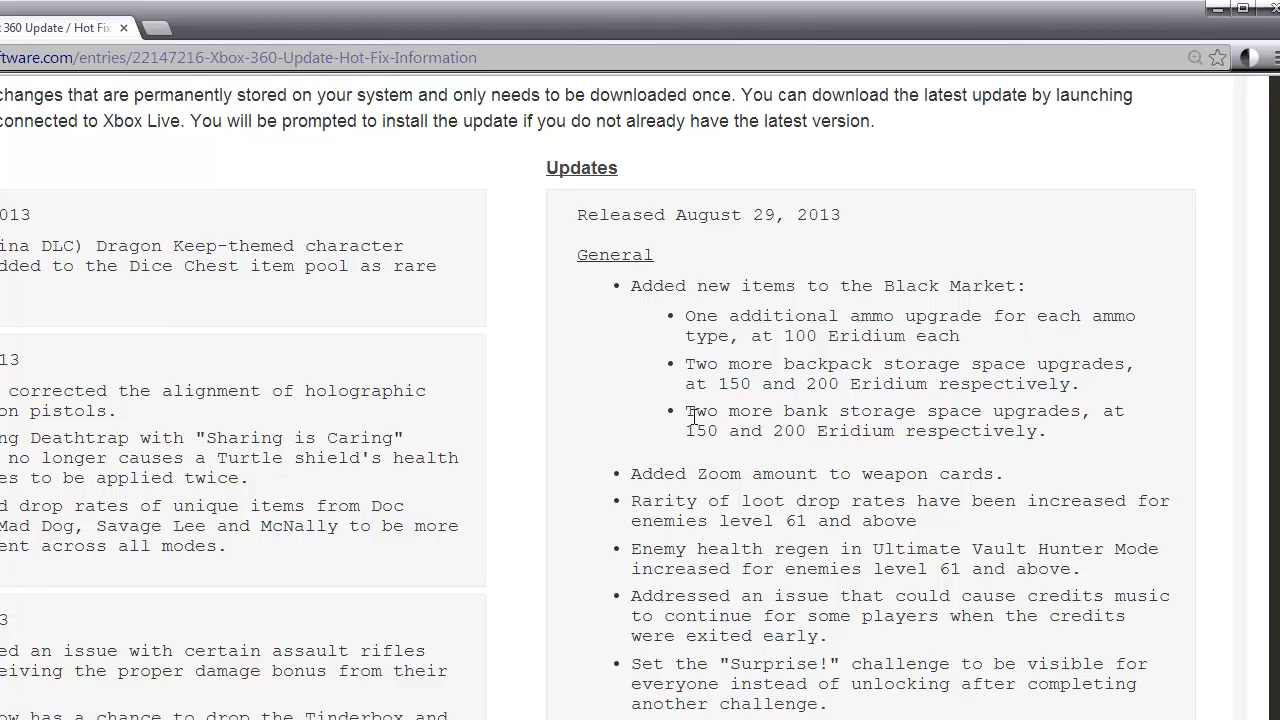 360 Update / Hot Fix
ftware.com/entries/22147216-Xbox-360-Update-Hot-Fix-Information
changes that are permanently stored on your system and only needs to be downloaded once. You can download the latest update by launching
connected to Xbox Live. You will be prompted to install the update if you do not already have the latest version.
013
ina DLC) Dragon Keep-themed character
dded to the Dice Chest item pool as rare
13
corrected the alignment of holographic
on pistols.
ng Deathtrap with "Sharing is Caring"
no longer causes a Turtle shield's health
es to be applied twice.
d drop rates of unique items from Doc
Mad Dog, Savage Lee and McNally to be more
ent across all modes.
3
ed an issue with certain assault rifles
eiving the proper damage bonus from their
ow has a chance to drop the Tinderbox and
Updates
Released August 29, 2013
General
• Added new items to the Black Market:
• One additional ammo upgrade for each ammo
type, at 100 Eridium each
• Two more backpack storage space upgrades,
at 150 and 200 Eridium respectively.
• Two more bank storage space upgrades, at
150 and 200 Eridium respectively.
• Added Zoom amount to weapon cards.
• Rarity of loot drop rates have been increased for
enemies level 61 and above
• Enemy health regen in Ultimate Vault Hunter Mode
increased for enemies level 61 and above.
• Addressed an issue that could cause credits music
to continue for some players when the credits
were exited early.
• Set the "Surprise!" challenge to be visible for
everyone instead of unlocking after completing
another challenge.